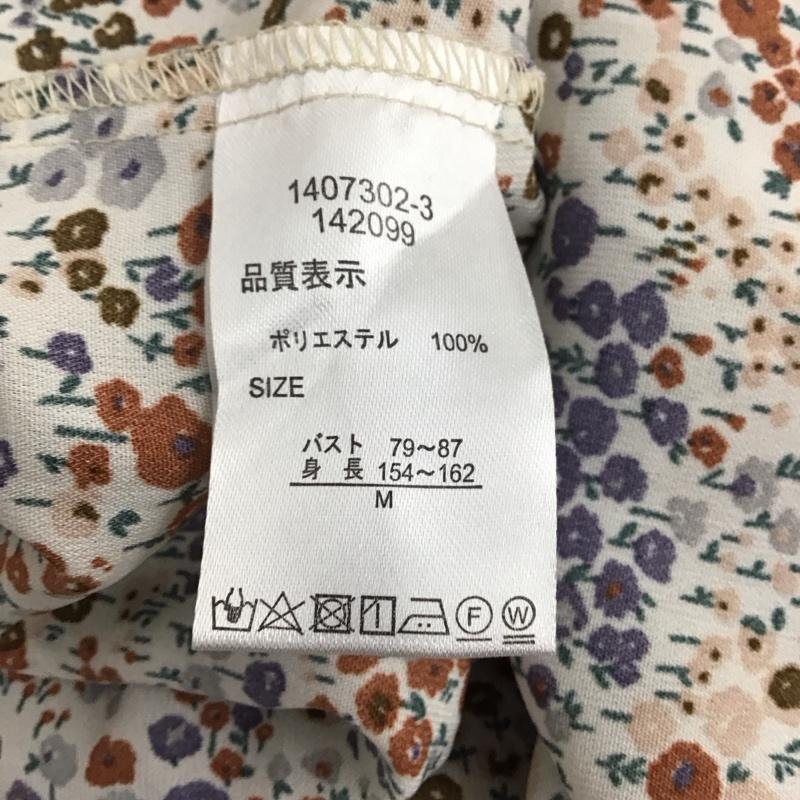 1407302-3
142099
品質表示
ポリエステル 100%
SIZE
バスト 79～87
身長 154～162
M
F W